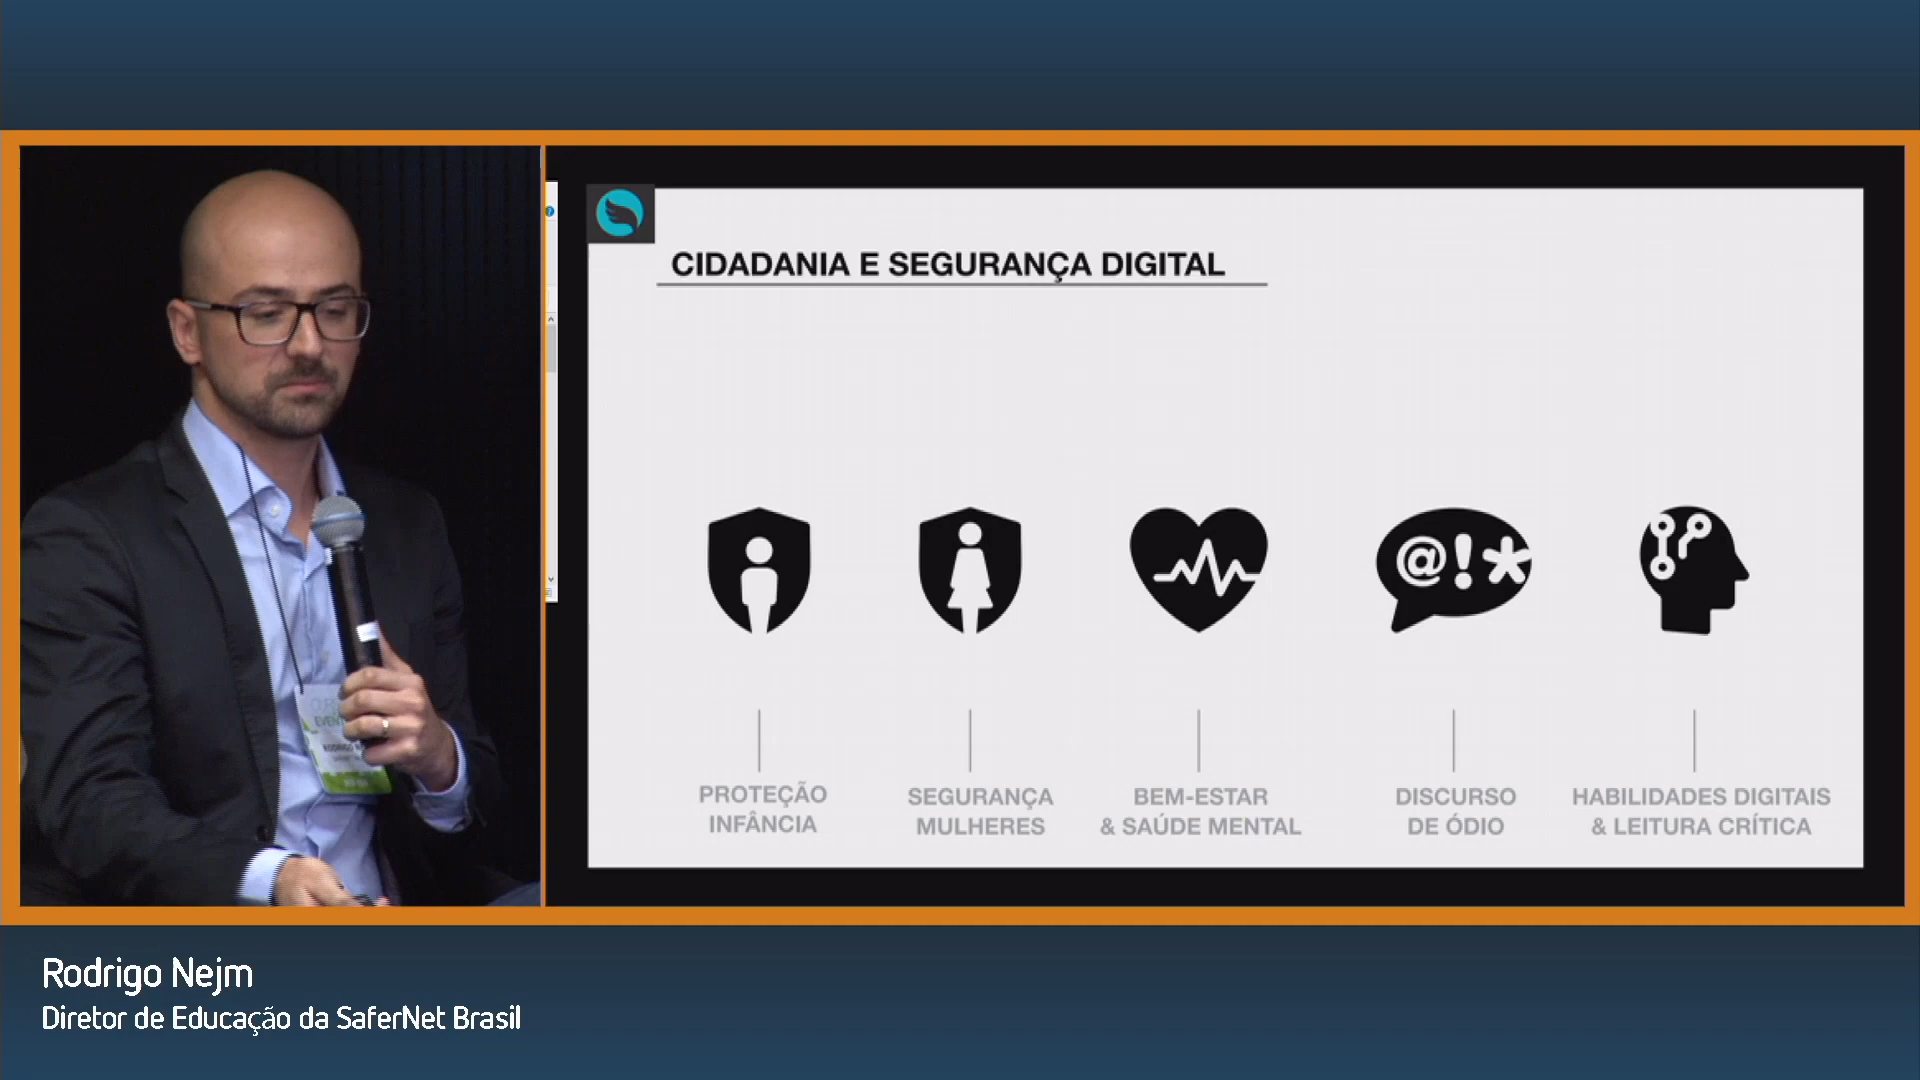 CIDADANIA E SEGURANÇA DIGITAL
@!*
PROTEÇÃO
INFÂNCIA
SEGURANÇA
MULHERES
BEM-ESTAR
& SAÚDE MENTAL
DISCURSO
DE ÓDIO
HABILIDADES DIGITAIS
& LEITURA CRÍTICA
RODRIGO
Rodrigo Nejm
Diretor de Educação da SaferNet Brasil